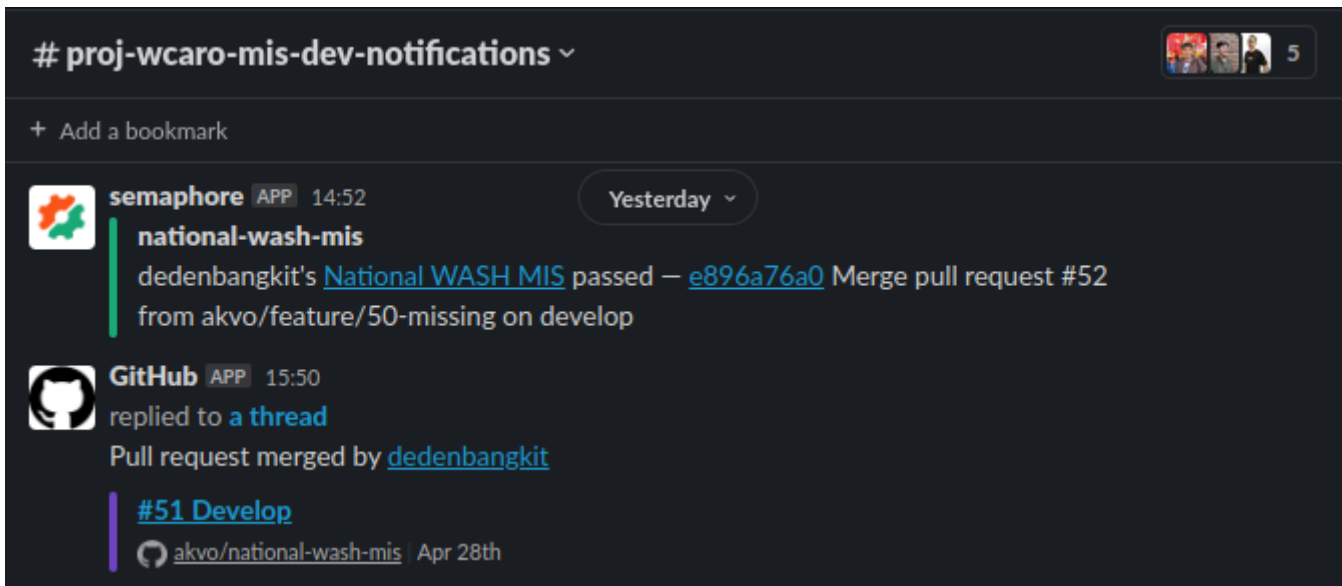 # proj-wcaro-mis-dev-notifications
5
+ Add a bookmark
semaphore APP 14:52
Yesterday
national-wash-mis
dedenbangkit's National WASH MIS passed — e896a76a0 Merge pull request #52
from akvo/feature/50-missing on develop
GitHub APP 15:50
replied to a thread
Pull request merged by dedenbangkit
#51 Develop
akvo/national-wash-mis | Apr 28th